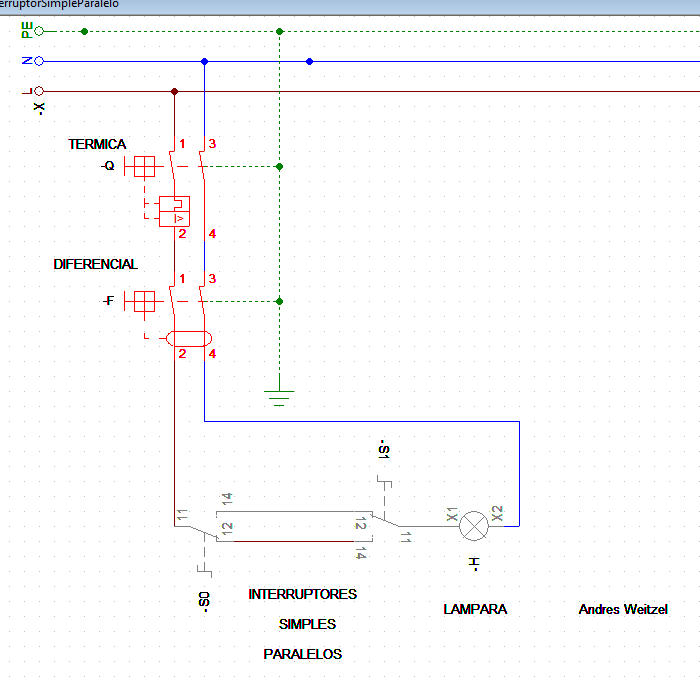 erruptorSimpleParalelo
PE
N
L
X-
TERMICA
-Q
1
3
I>
2
4
DIFERENCIAL
-F
1
3
2
4
-S1
11
14
12
12
14
11
X1
X2
-S0
H-
INTERRUPTORES
SIMPLES
PARALELOS
LAMPARA
Andres Weitzel